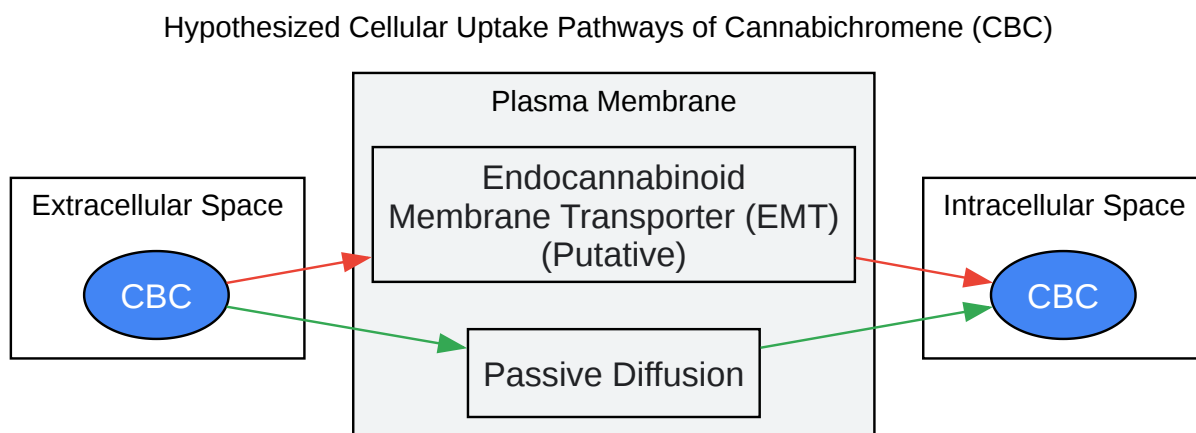 Hypothesized Cellular Uptake Pathways of Cannabichromene (CBC)
Plasma Membrane
Extracellular Space
CBC
Endocannabinoid
Membrane Transporter (EMT)
(Putative)
Passive Diffusion
Intracellular Space
CBC